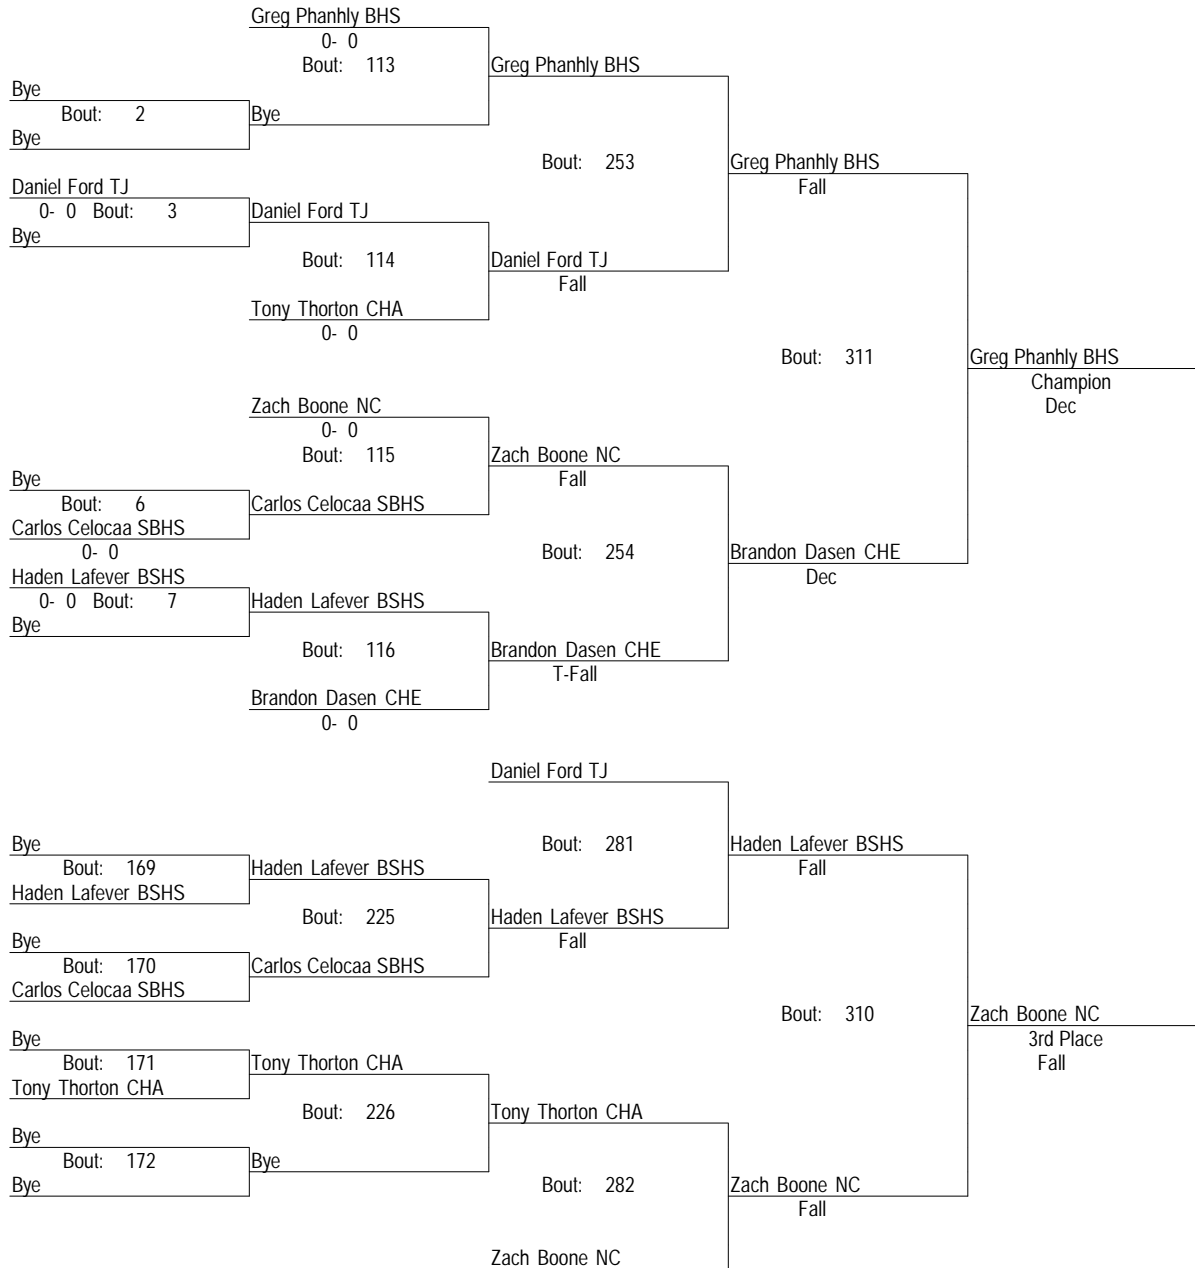 Greg Phanhly BHS
0- 0
Bout: 113
Greg Phanhly BHS
Bye
Bout: 2
Bye
Bye
Bout: 253
Greg Phanhly BHS
Fall
Daniel Ford TJ
0- 0 Bout: 3
Daniel Ford TJ
Bye
Bout: 114
Daniel Ford TJ
Fall
Tony Thorton CHA
0- 0
Bout: 311
Greg Phanhly BHS
Champion
Dec
Zach Boone NC
0- 0
Bout: 115
Zach Boone NC
Fall
Bye
Bout: 6
Carlos Celocaa SBHS
Carlos Celocaa SBHS
0- 0
Bout: 254
Brandon Dasen CHE
Dec
Haden Lafever BSHS
0- 0 Bout: 7
Haden Lafever BSHS
Bye
Bout: 116
Brandon Dasen CHE
T-Fall
Brandon Dasen CHE
0- 0
Daniel Ford TJ
Bye
Bout: 169
Haden Lafever BSHS
Haden Lafever BSHS
Bout: 281
Haden Lafever BSHS
Fall
Bout: 225
Haden Lafever BSHS
Fall
Bye
Bout: 170
Carlos Celocaa SBHS
Carlos Celocaa SBHS
Bout: 310
Zach Boone NC
3rd Place
Fall
Bye
Bout: 171
Tony Thorton CHA
Tony Thorton CHA
Bout: 226
Tony Thorton CHA
Bye
Bout: 172
Bye
Bye
Bout: 282
Zach Boone NC
Fall
Zach Boone NC